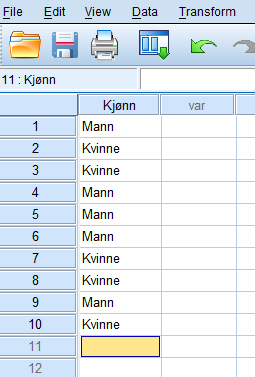 File Edit View Data Transform
11 : Kjønn
Kjønn var
1 Mann
2 Kvinne
3 Kvinne
4 Mann
5 Mann
6 Mann
7 Kvinne
8 Kvinne
9 Mann
10 Kvinne
11
12